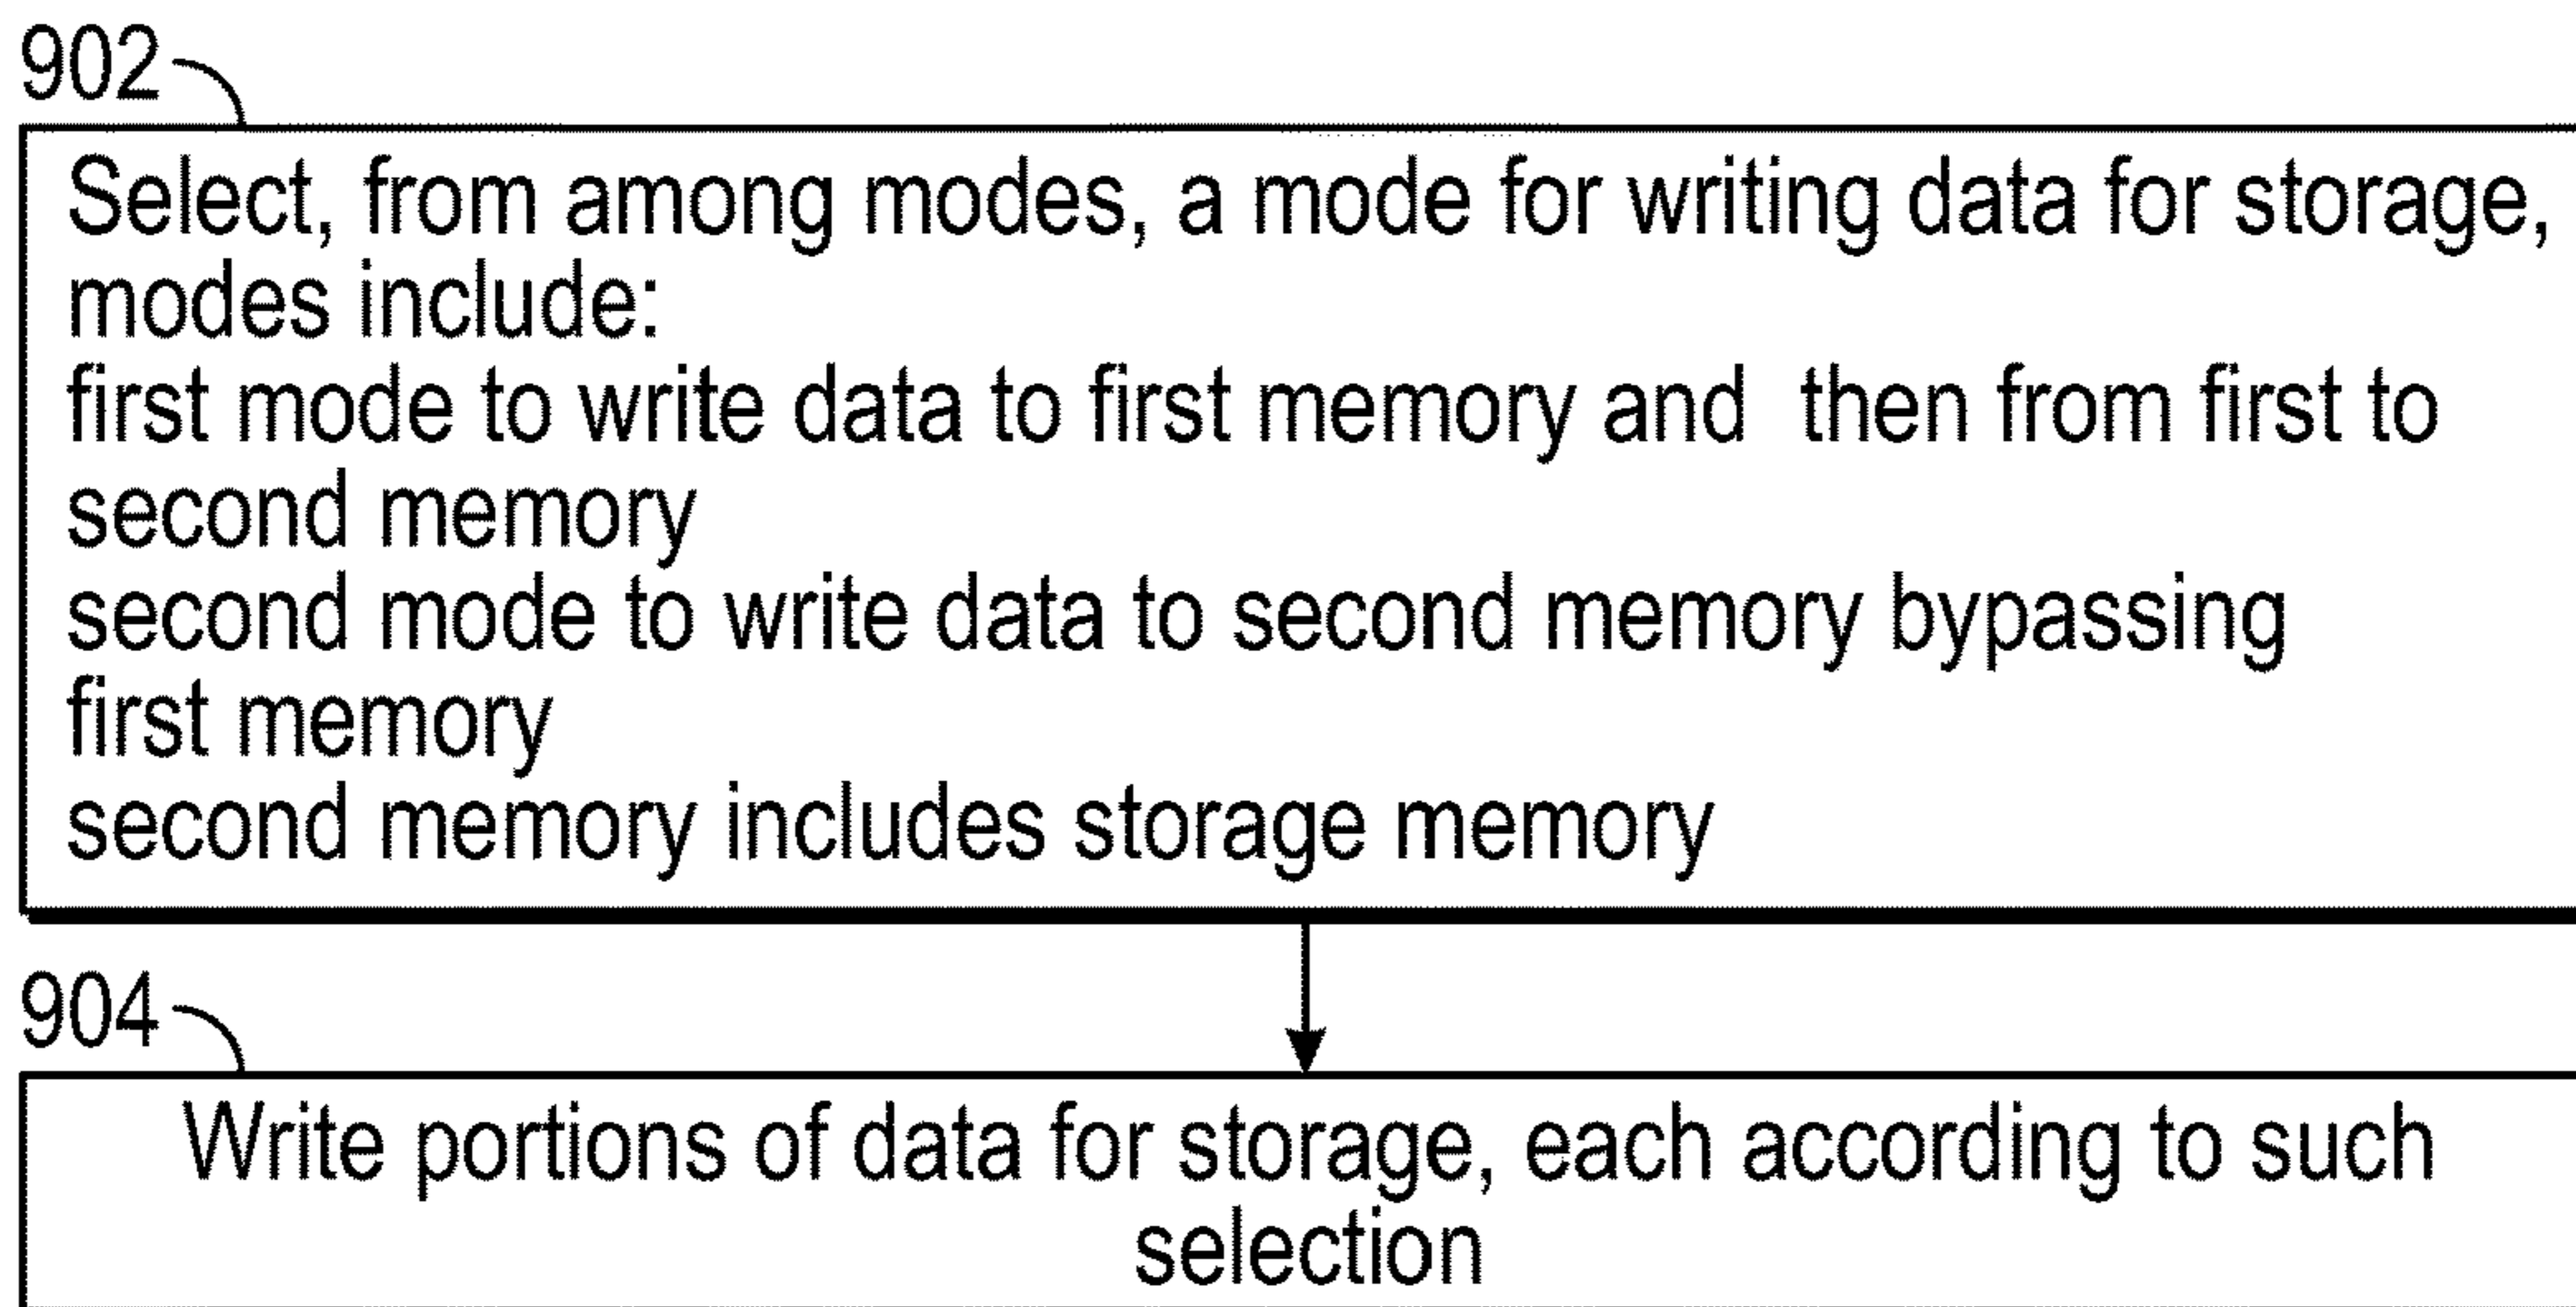 902
Select, from among modes, a mode for writing data for storage,
modes include:
first mode to write data to first memory and then from first to
second memory
second mode to write data to second memory bypassing
first memory
second memory includes storage memory
904
Write portions of data for storage, each according to such
selection